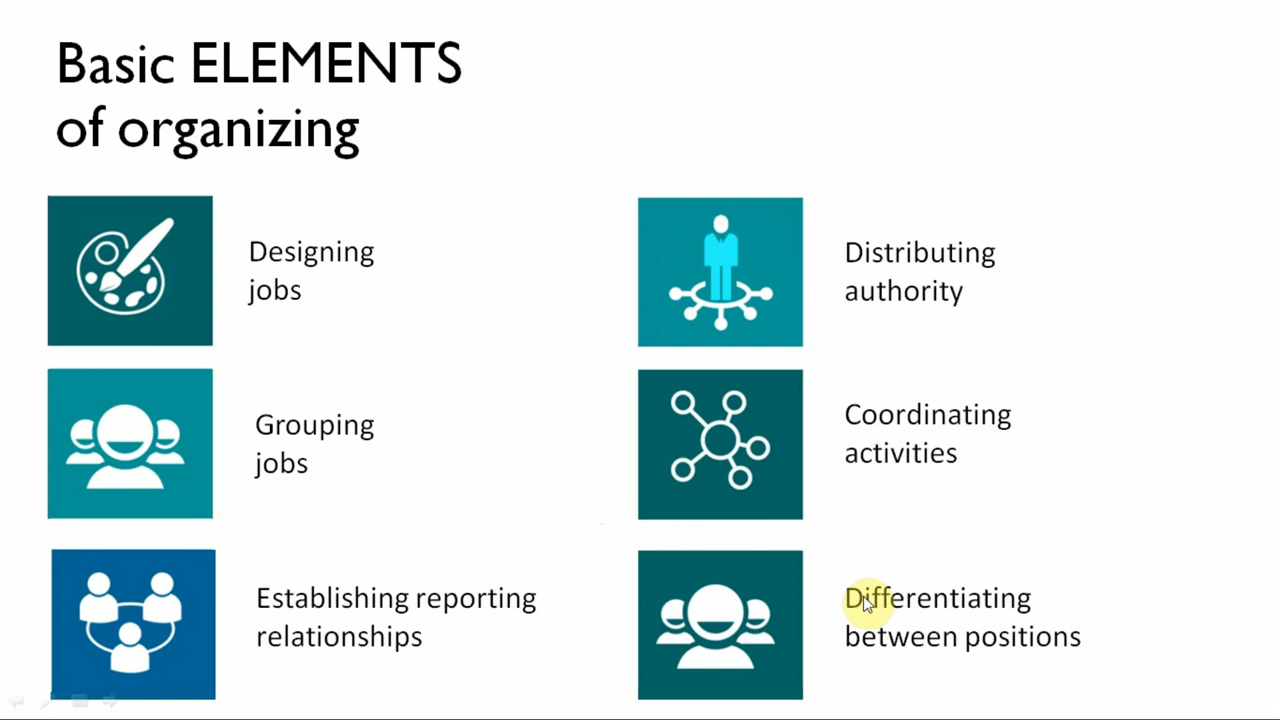 Basic ELEMENTS
of organizing
Designing
jobs
Grouping
jobs
Establishing reporting
relationships
Distributing
authority
Coordinating
activities
Differentiating
between positions